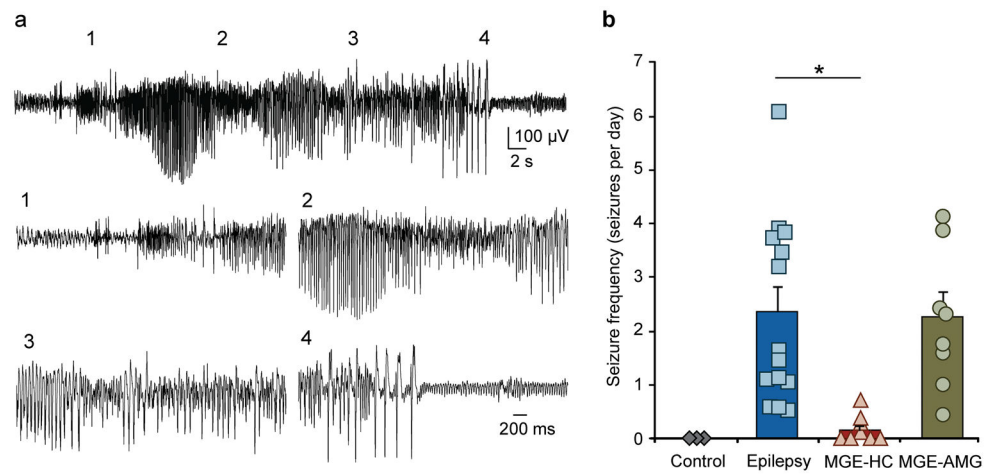 a
1 2 3 4
100 µV
2 s
1 2
3 4
200 ms
b
Seizure frequency (seizures per day)
7
6
5
4
3
2
1
0
*
Control Epilepsy MGE-HC MGE-AMG